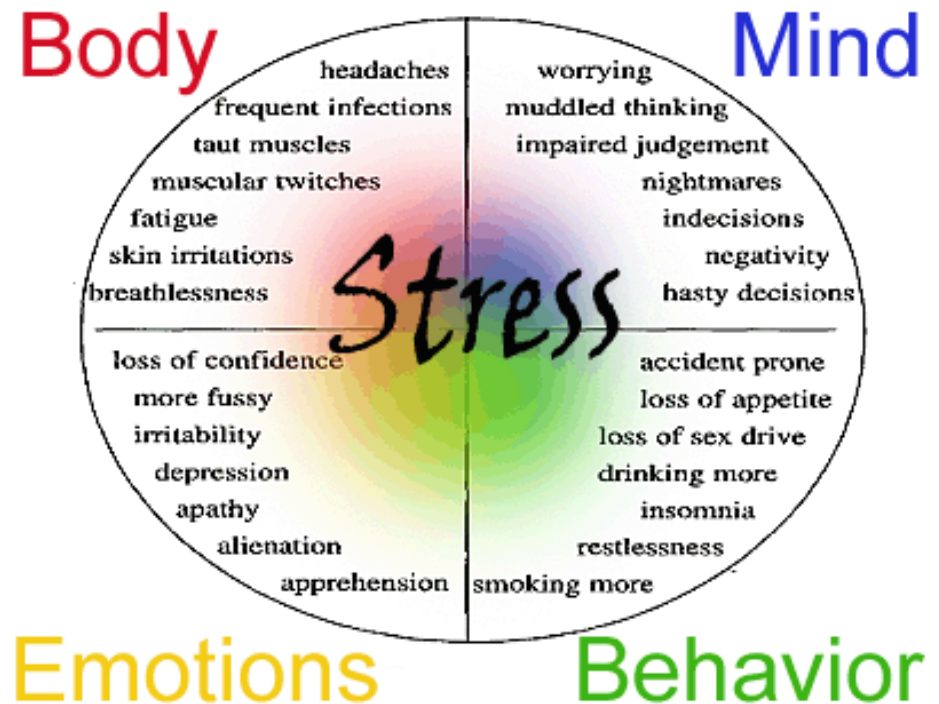 Body
headaches
frequent infections
taut muscles
muscular twitches
fatigue
skin irritations
breathlessness
Mind
worrying
muddled thinking
impaired judgement
nightmares
indecisions
negativity
hasty decisions
Stress
loss of confidence
more fussy
irritability
depression
apathy
alienation
apprehension
Emotions
accident prone
loss of appetite
loss of sex drive
drinking more
insomnia
restlessness
smoking more
Behavior